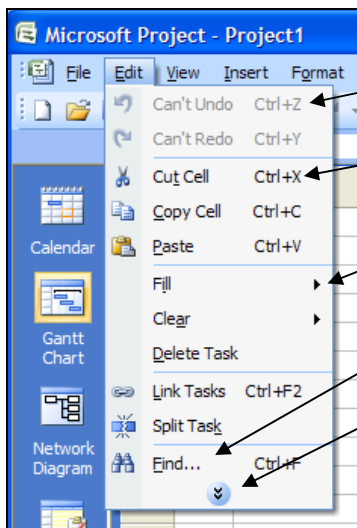 Microsoft Project - Project1
File Edit View Insert Format
Can't Undo Ctrl+Z
Can't Redo Ctrl+Y
Cut Cell Ctrl+X
Copy Cell Ctrl+C
Paste Ctrl+V
Fill
Clear
Delete Task
Link Tasks Ctrl+F2
Split Task
Find... Ctrl+F
Calendar
Gantt
Chart
Network
Diagram